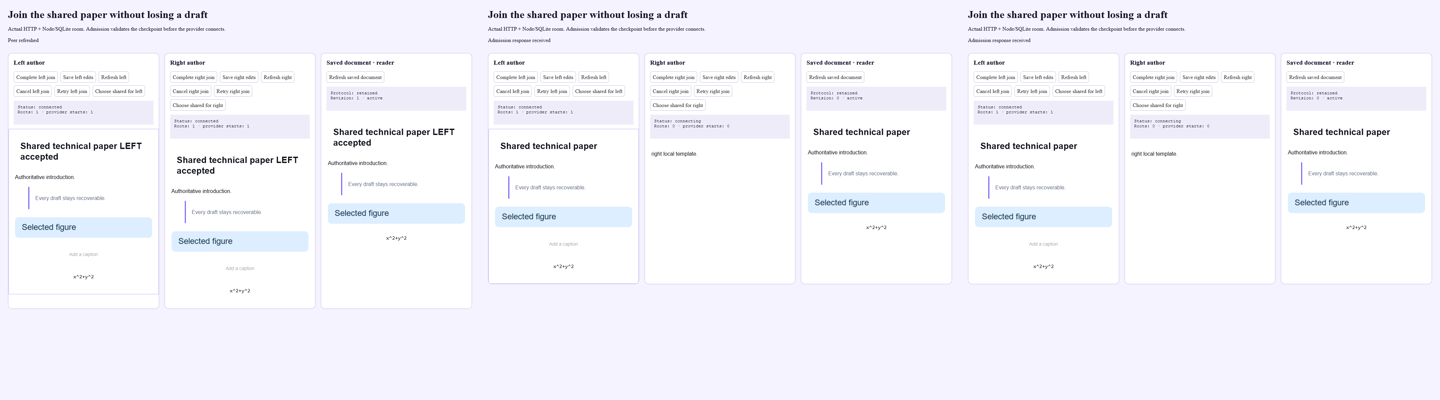 Join the shared paper without losing a draft
Actual HTTP + Node/SQLite room. Admission validates the checkpoint before the provider connects.
Peer refreshed
Left author
Complete left join
Save left edits
Refresh left
Cancel left join
Retry left join
Choose shared for left
Status: connected
Roots: 1 · provider starts: 1
Shared technical paper LEFT
accepted
Authoritative introduction.
Every draft stays recoverable.
Selected figure
Add a caption
x^2+y^2
Right author
Complete right join
Save right edits
Refresh right
Cancel right join
Retry right join
Choose shared for right
Status: connected
Roots: 1 · provider starts: 1
Shared technical paper LEFT
accepted
Authoritative introduction.
Every draft stays recoverable.
Selected figure
Add a caption
x^2+y^2
Saved document · reader
Refresh saved document
Protocol: retained
Revision: 1 · active
Shared technical paper LEFT
accepted
Authoritative introduction.
Every draft stays recoverable.
Selected figure
x^2+y^2
Join the shared paper without losing a draft
Actual HTTP + Node/SQLite room. Admission validates the checkpoint before the provider connects.
Admission response received
Left author
Complete left join
Save left edits
Refresh left
Cancel left join
Retry left join
Choose shared for left
Status: connected
Roots: 1 · provider starts: 1
Shared technical paper
Authoritative introduction.
Every draft stays recoverable.
Selected figure
Add a caption
x^2+y^2
Right author
Complete right join
Save right edits
Refresh right
Cancel right join
Retry right join
Choose shared for right
Status: connecting
Roots: 0 · provider starts: 0
right local template.
Saved document · reader
Refresh saved document
Protocol: retained
Revision: 0 · active
Shared technical paper
Authoritative introduction.
Every draft stays recoverable.
Selected figure
x^2+y^2
Join the shared paper without losing a draft
Actual HTTP + Node/SQLite room. Admission validates the checkpoint before the provider connects.
Admission response received
Left author
Complete left join
Save left edits
Refresh left
Cancel left join
Retry left join
Choose shared for left
Status: connected
Roots: 1 · provider starts: 1
Shared technical paper
Authoritative introduction.
Every draft stays recoverable.
Selected figure
Add a caption
x^2+y^2
Right author
Complete right join
Save right edits
Refresh right
Cancel right join
Retry right join
Choose shared for right
Status: connecting
Roots: 0 · provider starts: 0
right local template.
Saved document · reader
Refresh saved document
Protocol: retained
Revision: 0 · active
Shared technical paper
Authoritative introduction.
Every draft stays recoverable.
Selected figure
x^2+y^2